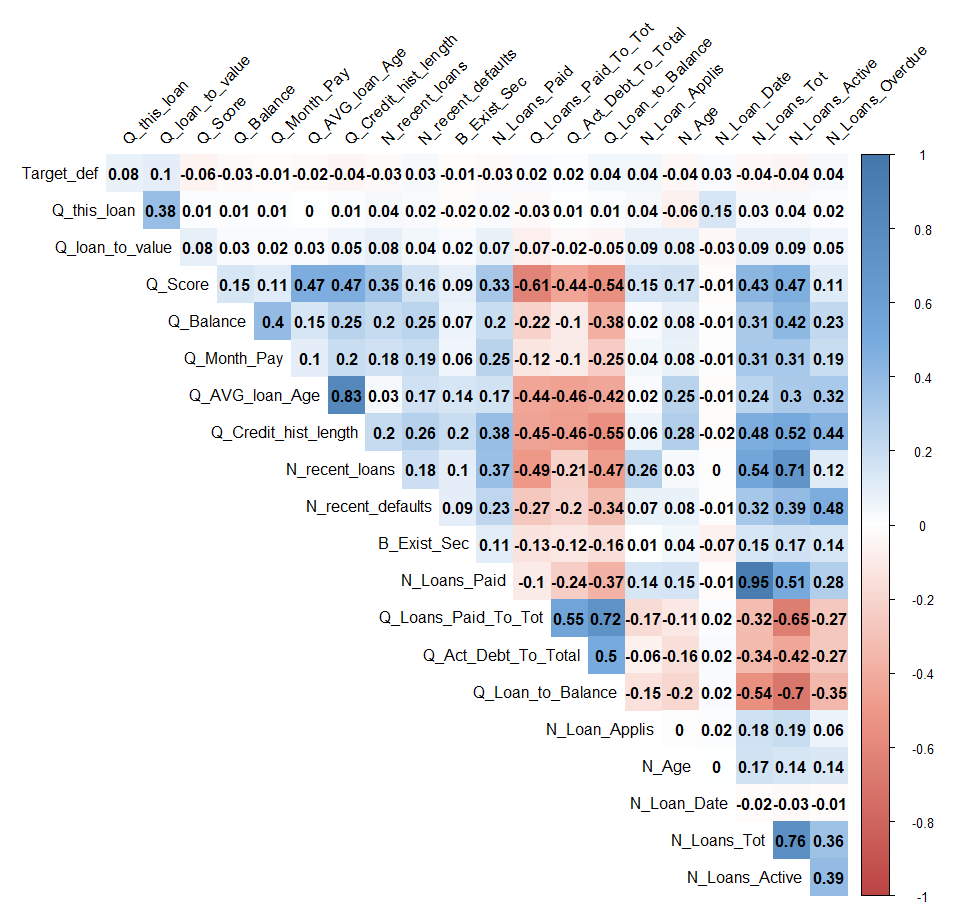 Q_this_loan
Q_loan_to_value
Q_Score
Q_Balance
Q_Month_Pay
Q_AVG_loan_Age
Q_Credit_hist_length
N_recent_loans
N_recent_defaults
B_Exist_Sec
N_Loans_Paid
Q_Loans_Paid_To_Tot
Q_Act_Debt_To_Total
Q_Loan_to_Balance
N_Loan_Applis
N_Age
N_Loan_Date
N_Loans_Tot
N_Loans_Active
N_Loans_Overdue
Target_def 0.08 0.1 -0.06 -0.03 -0.01 -0.02 -0.04 -0.03 0.03 -0.01 -0.03 0.02 0.02 0.04 0.04 -0.04 0.03 -0.04 -0.04 0.04
Q_this_loan 0.38 0.01 0.01 0.01 0 0.01 0.04 0.02 -0.02 0.02 -0.03 0.01 0.01 0.04 -0.06 0.15 0.03 0.04 0.02
Q_loan_to_value 0.08 0.03 0.02 0.03 0.05 0.08 0.04 0.02 0.07 -0.07 -0.02 -0.05 0.09 0.08 -0.03 0.09 0.09 0.05
Q_Score 0.15 0.11 0.47 0.47 0.35 0.16 0.09 0.33 -0.61 -0.44 -0.54 0.15 0.17 -0.01 0.43 0.47 0.11
Q_Balance 0.4 0.15 0.25 0.2 0.25 0.07 0.2 -0.22 -0.1 -0.38 0.02 0.08 -0.01 0.31 0.42 0.23
Q_Month_Pay 0.1 0.2 0.18 0.19 0.06 0.25 -0.12 -0.1 -0.25 0.04 0.08 -0.01 0.31 0.31 0.19
Q_AVG_loan_Age 0.83 0.03 0.17 0.14 0.17 -0.44 -0.46 -0.42 0.02 0.25 -0.01 0.24 0.3 0.32
Q_Credit_hist_length 0.2 0.26 0.2 0.38 -0.45 -0.46 -0.55 0.06 0.28 -0.02 0.48 0.52 0.44
N_recent_loans 0.18 0.1 0.37 -0.49 -0.21 -0.47 0.26 0.03 0 0.54 0.71 0.12
N_recent_defaults 0.09 0.23 -0.27 -0.2 -0.34 0.07 0.08 -0.01 0.32 0.39 0.48
B_Exist_Sec 0.11 -0.13 -0.12 -0.16 0.01 0.04 -0.07 0.15 0.17 0.14
N_Loans_Paid -0.1 -0.24 -0.37 0.14 0.15 -0.01 0.95 0.51 0.28
Q_Loans_Paid_To_Tot 0.55 0.72 -0.17 -0.11 0.02 -0.32 -0.65 -0.27
Q_Act_Debt_To_Total 0.5 -0.06 -0.16 0.02 -0.34 -0.42 -0.27
Q_Loan_to_Balance -0.15 -0.2 0.02 -0.54 -0.7 -0.35
N_Loan_Applis 0 0.02 0.18 0.19 0.06
N_Age 0 0.17 0.14 0.14
N_Loan_Date -0.02 -0.03 -0.01
N_Loans_Tot 0.76 0.36
N_Loans_Active 0.39
1
0.8
0.6
0.4
0.2
0
-0.2
-0.4
-0.6
-0.8
-1